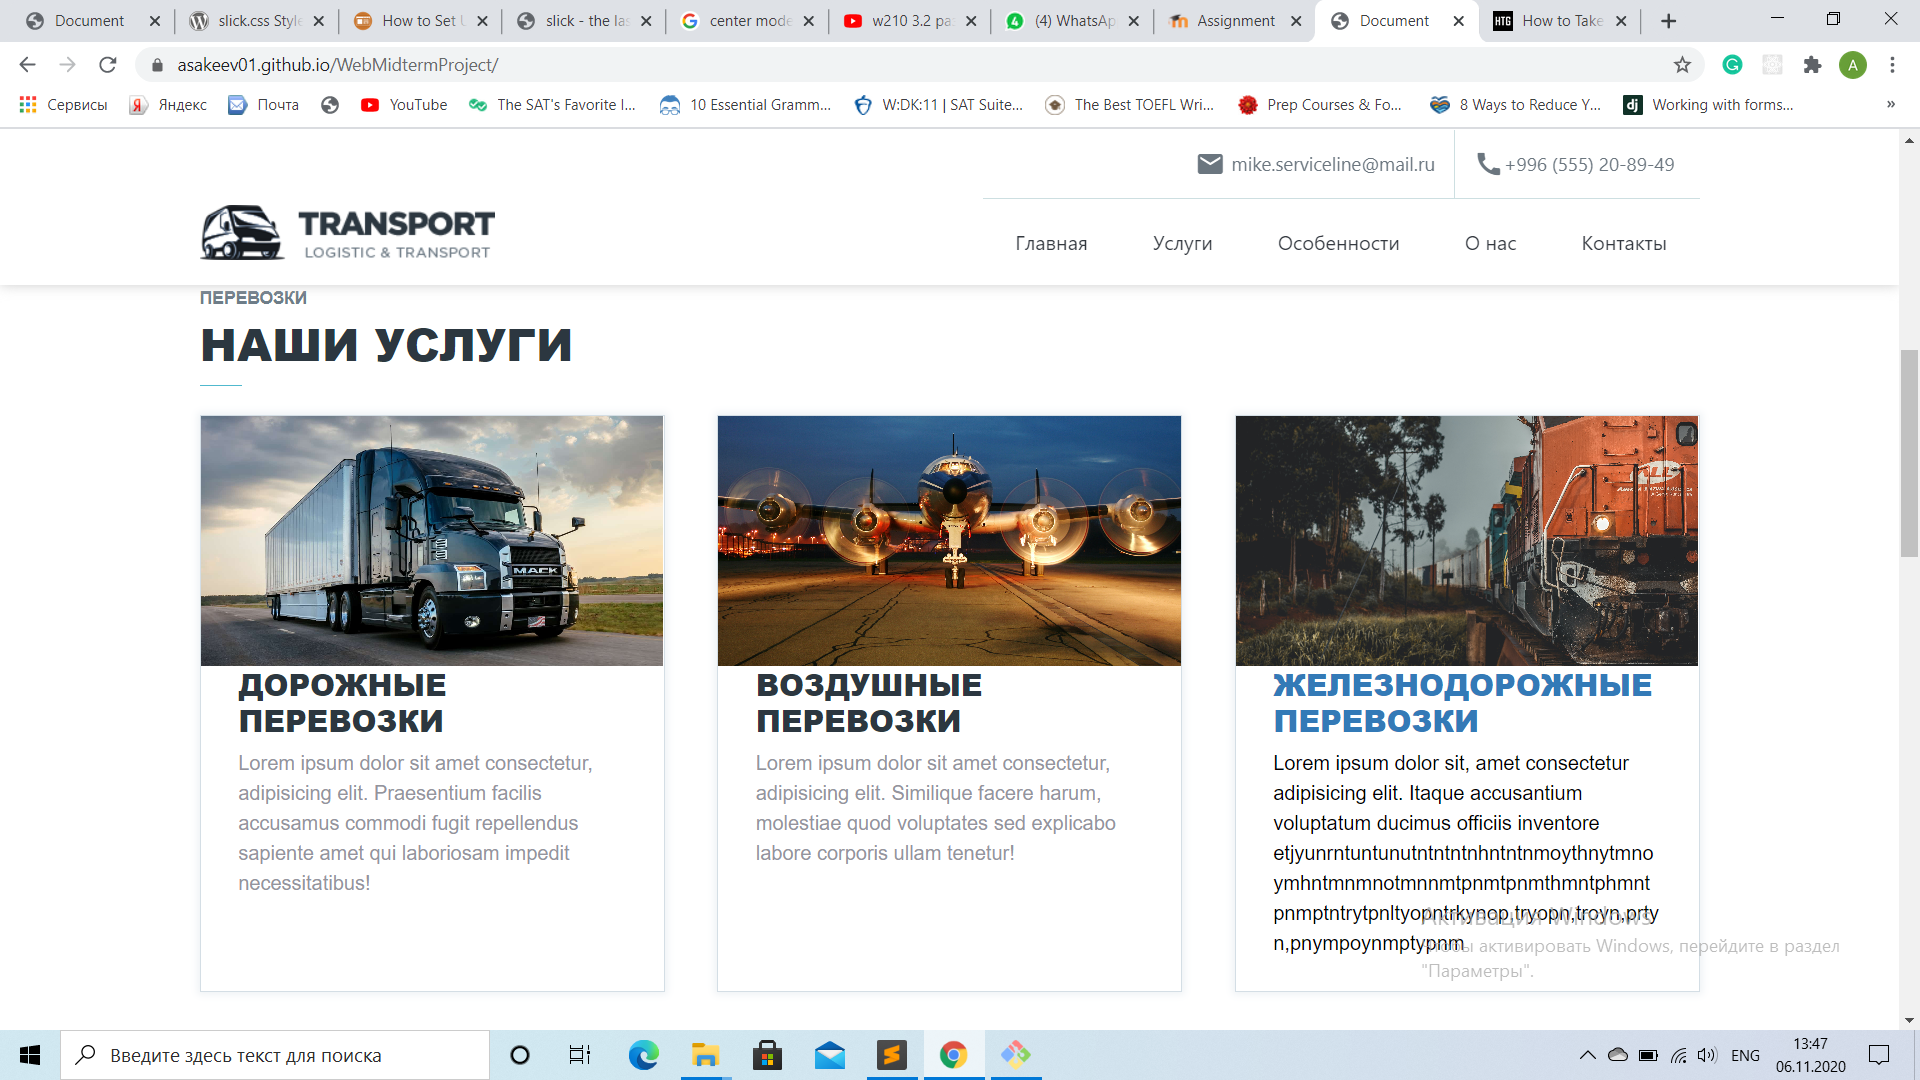 Document
slick.css Style
How to Set U
slick - the las
center mode
w210 3.2 ра
(4) WhatsAp
Assignment
Document
How to Take
asakeev01.github.io/WebMidtermProject/
A
Сервисы
Яндекс
Почта
YouTube
The SAT's Favorite I...
10 Essential Gramm...
W:DK:11 | SAT Suite...
The Best TOEFL Wri...
Prep Courses & Fo...
8 Ways to Reduce Y...
Working with forms...
»
mike.serviceline@mail.ru
+996 (555) 20-89-49
TRANSPORT
LOGISTIC & TRANSPORT
Главная
Услуги
Особенности
О нас
Контакты
ПЕРЕВОЗКИ
НАШИ УСЛУГИ
MACK
ДОРОЖНЫЕ
ПЕРЕВОЗКИ
Lorem ipsum dolor sit amet consectetur,
adipisicing elit. Praesentium facilis
accusamus commodi fugit repellendus
sapiente amet qui laboriosam impedit
necessitatibus!
ВОЗДУШНЫЕ
ПЕРЕВОЗКИ
Lorem ipsum dolor sit amet consectetur,
adipisicing elit. Similique facere harum,
molestiae quod voluptates sed explicabo
labore corporis ullam tenetur!
ЖЕЛЕЗНОДОРОЖНЫЕ
ПЕРЕВОЗКИ
Lorem ipsum dolor sit, amet consectetur
adipisicing elit. Itaque accusantium
voluptatum ducimus officiis inventore
etjyunrntuntunutntntntnhntntnmoythnytmno
ymhntmnmnotmnnmtpnmtpnmthmntphmnt
pnmptntrytpnltyopntrkynop,tryopn,troyn,prty
n,pnympoynmptypnm
Активация Windows
Чтобы активировать Windows, перейдите в раздел
"Параметры".
Введите здесь текст для поиска
ENG
13:47
06.11.2020